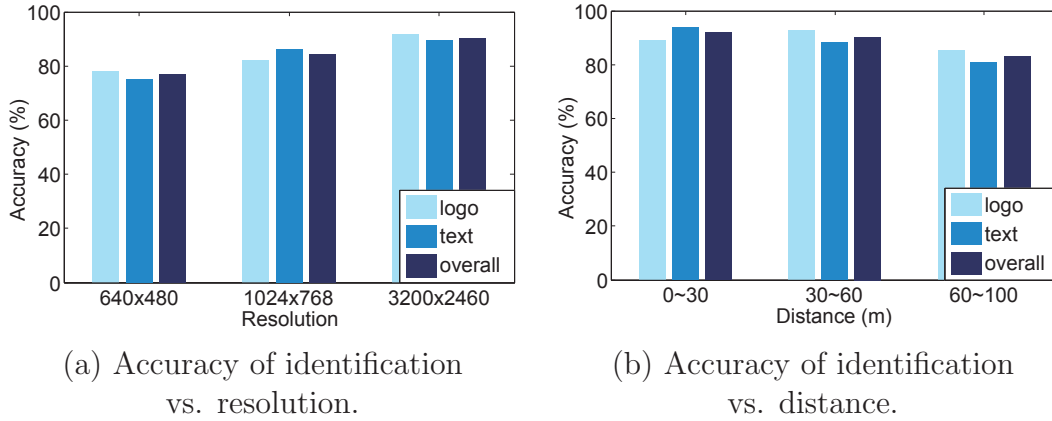 100
80
60
40
20
0
Accuracy (%)
logo
text
overall
640x480
1024x768
3200x2460
Resolution
(a) Accuracy of identification
vs. resolution.
100
80
60
40
20
0
Accuracy (%)
logo
text
overall
0~30
30~60
60~100
Distance (m)
(b) Accuracy of identification
vs. distance.